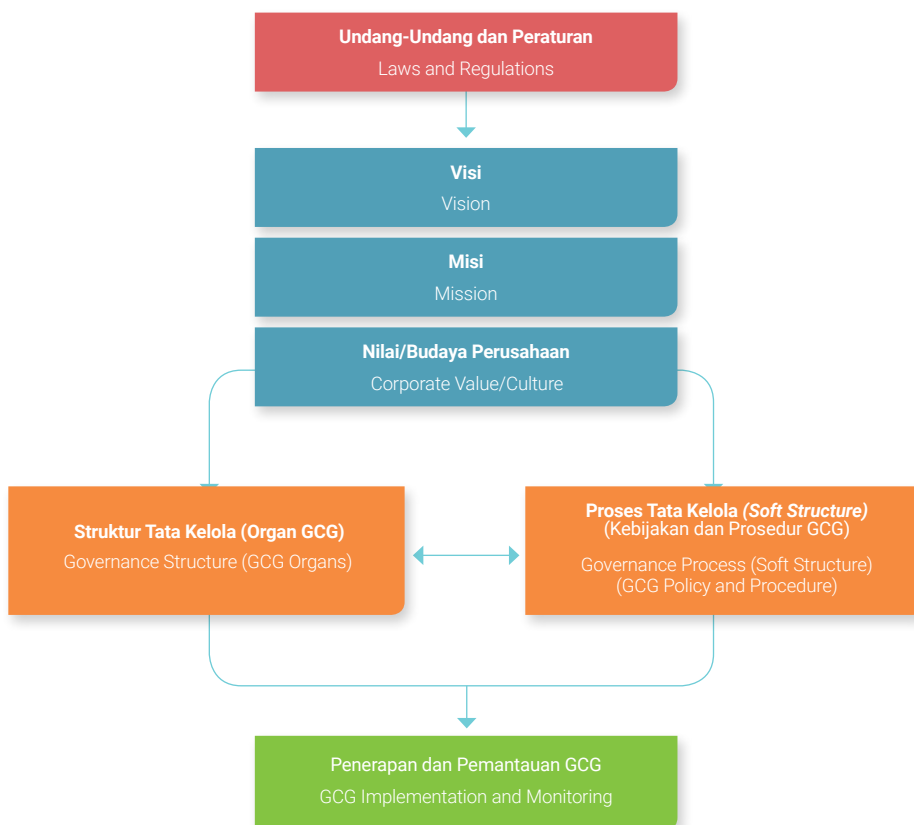 Undang-Undang dan Peraturan
Laws and Regulations
Visi
Vision
Misi
Mission
Nilai/Budaya Perusahaan
Corporate Value/Culture
Struktur Tata Kelola (Organ GCG)
Governance Structure (GCG Organs)
Proses Tata Kelola (Soft Structure)
(Kebijakan dan Prosedur GCG)
Governance Process (Soft Structure)
(GCG Policy and Procedure)
Penerapan dan Pemantauan GCG
GCG Implementation and Monitoring